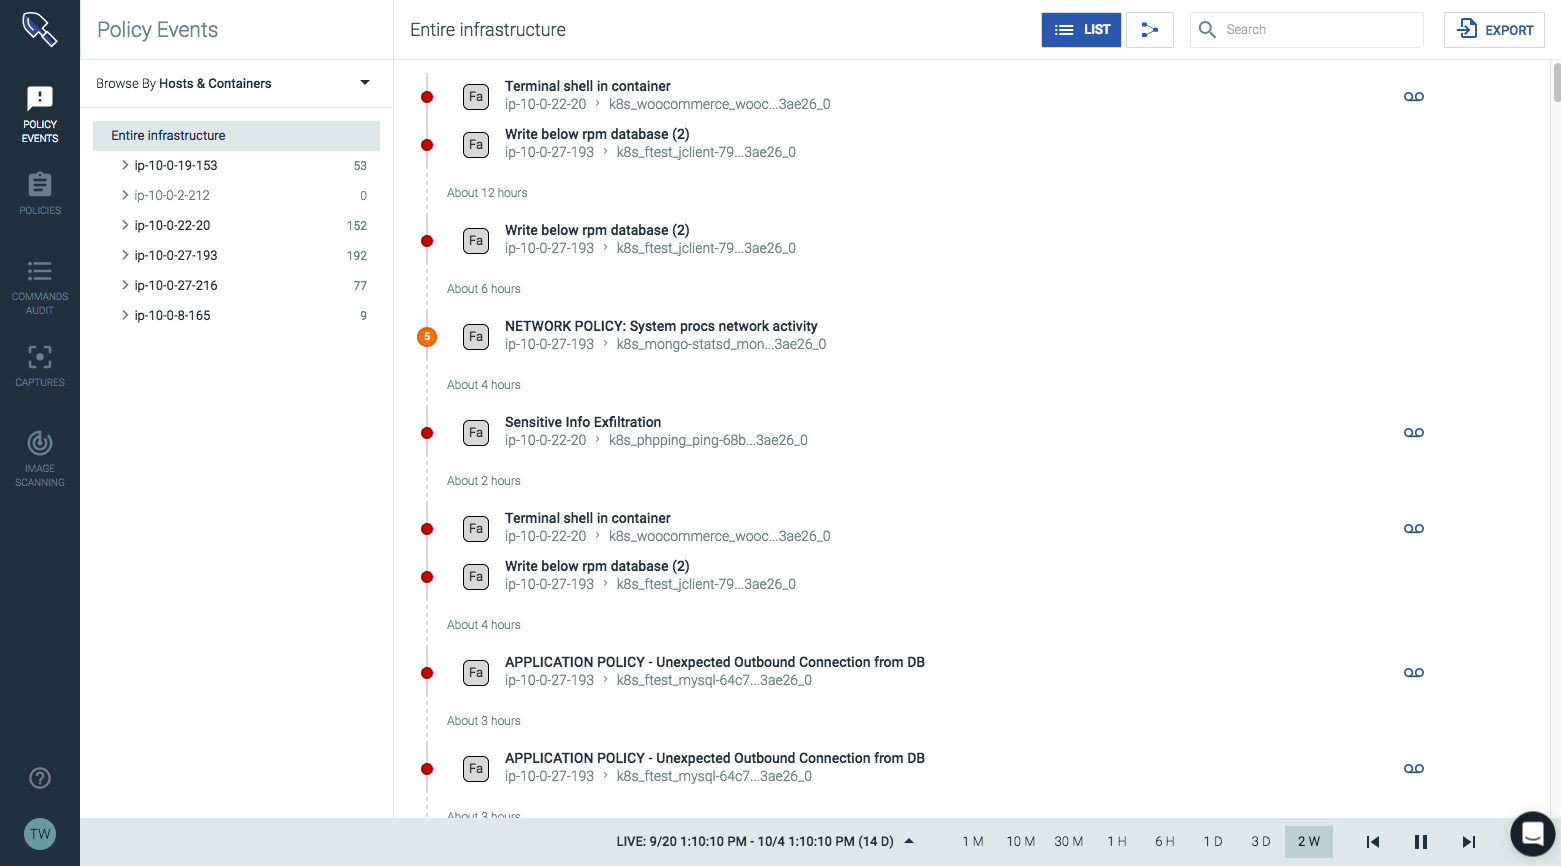 Policy Events
Entire infrastructure
LIST
Search
EXPORT
POLICY
EVENTS
POLICIES
COMMANDS
AUDIT
CAPTURES
IMAGE
SCANNING
TW
Browse By Hosts & Containers
Entire infrastructure
ip-10-0-19-153 53
ip-10-0-2-212 0
ip-10-0-22-20 152
ip-10-0-27-193 192
ip-10-0-27-216 77
ip-10-0-8-165 9
Fa Terminal shell in container
ip-10-0-22-20 > k8s_woocommerce_wooc...3ae26_0
Fa Write below rpm database (2)
ip-10-0-27-193 > k8s_ftest_jclient-79...3ae26_0
About 12 hours
Fa Write below rpm database (2)
ip-10-0-27-193 > k8s_ftest_jclient-79...3ae26_0
About 6 hours
5 Fa NETWORK POLICY: System procs network activity
ip-10-0-27-193 > k8s_mongo-statsd_mon...3ae26_0
About 4 hours
Fa Sensitive Info Exfiltration
ip-10-0-22-20 > k8s_phpping_ping-68b...3ae26_0
About 2 hours
Fa Terminal shell in container
ip-10-0-22-20 > k8s_woocommerce_wooc...3ae26_0
Fa Write below rpm database (2)
ip-10-0-27-193 > k8s_ftest_jclient-79...3ae26_0
About 4 hours
Fa APPLICATION POLICY - Unexpected Outbound Connection from DB
ip-10-0-27-193 > k8s_ftest_mysql-64c7...3ae26_0
About 3 hours
Fa APPLICATION POLICY - Unexpected Outbound Connection from DB
ip-10-0-27-193 > k8s_ftest_mysql-64c7...3ae26_0
About 3 hours
LIVE: 9/20 1:10:10 PM - 10/4 1:10:10 PM (14 D) 1 M 10 M 30 M 1 H 6 H 1 D 3 D 2 W